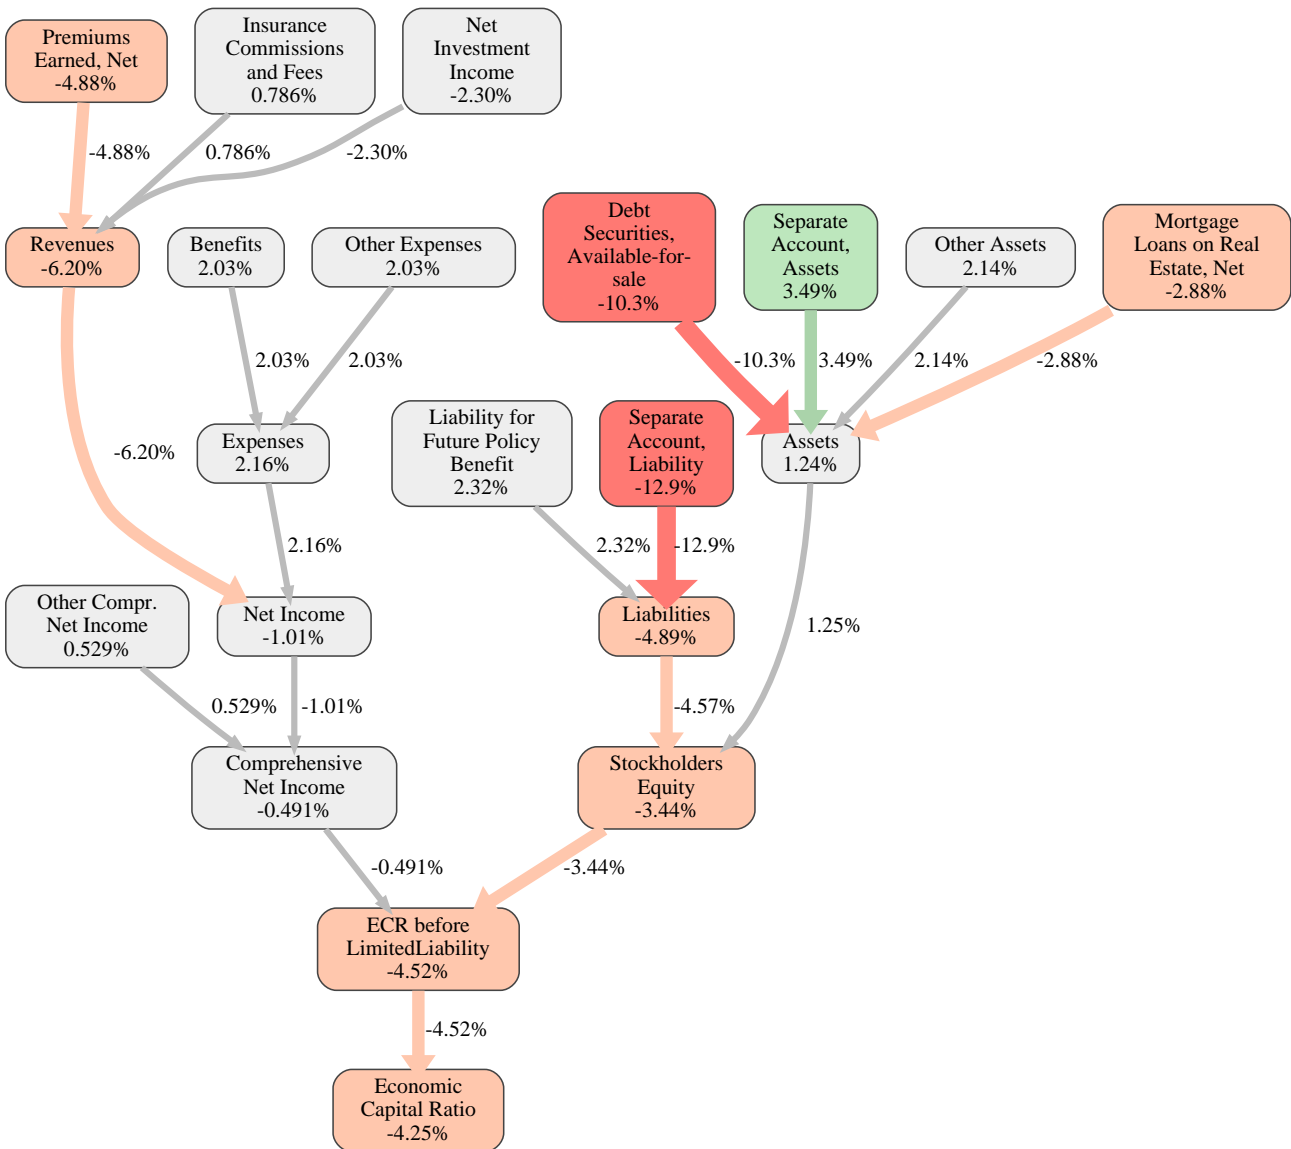 Premiums
Earned, Net
-4.88%
Insurance
Commissions
and Fees
0.786%
Net
Investment
Income
-2.30%
-4.88%
0.786%
-2.30%
Revenues
-6.20%
Benefits
2.03%
Other Expenses
2.03%
Debt
Securities,
Available-for-
sale
-10.3%
Separate
Account,
Assets
3.49%
Other Assets
2.14%
Mortgage
Loans on Real
Estate, Net
-2.88%
2.03%
2.03%
-10.3%
3.49%
2.14%
-2.88%
-6.20%
Expenses
2.16%
Liability for
Future Policy
Benefit
2.32%
Separate
Account,
Liability
-12.9%
Assets
1.24%
2.16%
2.32%
-12.9%
1.25%
Other Compr.
Net Income
0.529%
Net Income
-1.01%
Liabilities
-4.89%
0.529%
-1.01%
-4.57%
Comprehensive
Net Income
-0.491%
Stockholders
Equity
-3.44%
-0.491%
-3.44%
ECR before
LimitedLiability
-4.52%
-4.52%
Economic
Capital Ratio
-4.25%